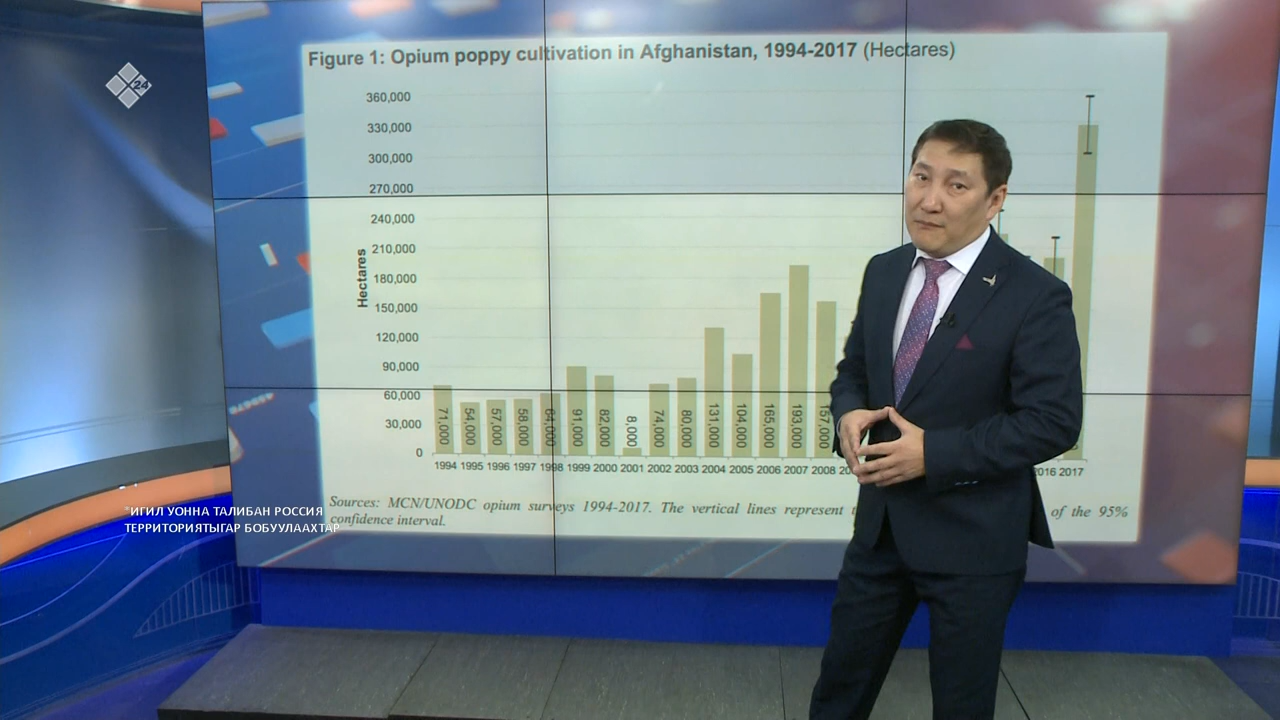 Figure 1: Opium poppy cultivation in Afghanistan, 1994-2017 (Hectares)
24
360,000
330,000
300,000
270,000
240,000
210,000
180,000
150,000
120,000
90,000
60,000
30,000
0
Hectares
71,000 54,000 57,000 58,000 64,000 91,000 82,000 8,000 74,000 80,000 131,000 104,000 165,000 193,000 157,000
1994 1995 1996 1997 1998 1999 2000 2001 2002 2003 2004 2005 2006 2007 2008 2016 2017
Sources: MCN/UNODC opium surveys 1994-2017. The vertical lines represent of the 95%
confidence interval.
"ИГИЛ УОННА ТАЛИБАН РОССИЯ
ТЕРРИТОРИЯТЫГАР БОБУУЛААХТАР